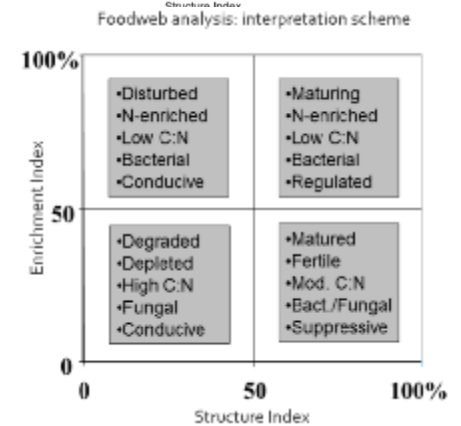 Structure Index
Foodweb analysis: interpretation scheme
100%
•Disturbed
•N-enriched
•Low C:N
•Bacterial
•Conducive
•Maturing
•N-enriched
•Low C:N
•Bacterial
•Regulated
Enrichment Index
50
•Degraded
•Depleted
•High C:N
•Fungal
•Conducive
•Matured
•Fertile
•Mod. C:N
•Bact./Fungal
•Suppressive
0
0
50
100%
Structure Index